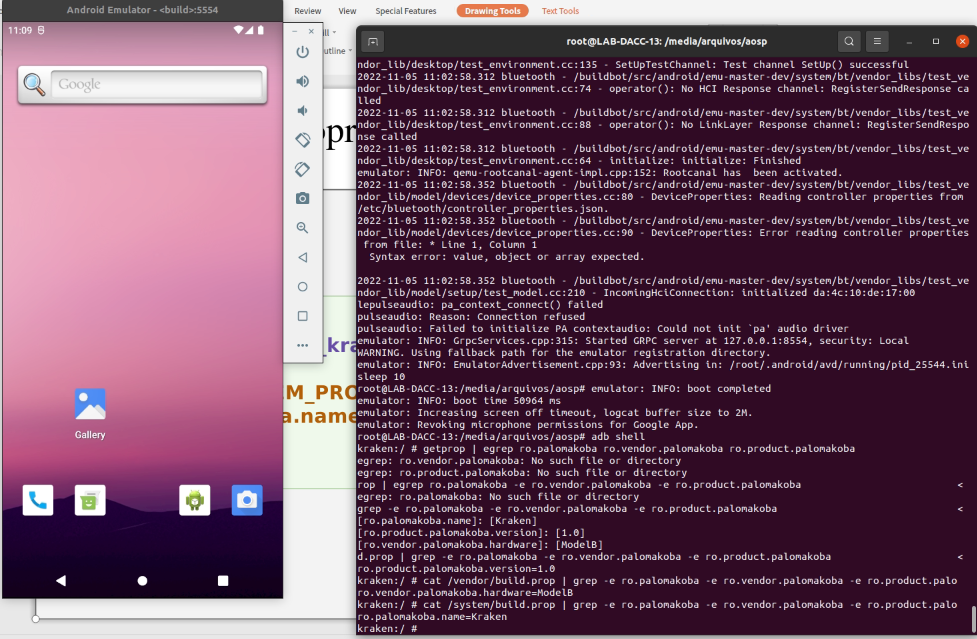 Android Emulator - <build>:5554
11:09
Google
Gallery
Review View Special Features Drawing Tools Text Tools
ill
utline
opr
_kra
EM_PRO
a.name
root@LAB-DACC-13: /media/arquivos/aosp
ndor_lib/desktop/test_environment.cc:135 - SetUpTestChannel: Test channel SetUp() successful
2022-11-05 11:02:58.312 bluetooth - /buildbot/src/android/emu-master-dev/system/bt/vendor_libs/test_ve
ndor_lib/desktop/test_environment.cc:74 - operator(): No HCI Response channel: RegisterSendResponse ca
lled
2022-11-05 11:02:58.312 bluetooth - /buildbot/src/android/emu-master-dev/system/bt/vendor_libs/test_ve
ndor_lib/desktop/test_environment.cc:88 - operator(): No LinkLayer Response channel: RegisterSendRespo
nse called
2022-11-05 11:02:58.312 bluetooth - /buildbot/src/android/emu-master-dev/system/bt/vendor_libs/test_ve
ndor_lib/desktop/test_environment.cc:64 - initialize: initialize: Finished
emulator: INFO: qemu-rootcanal-agent-impl.cpp:152: Rootcanal has  been activated.
2022-11-05 11:02:58.352 bluetooth - /buildbot/src/android/emu-master-dev/system/bt/vendor_libs/test_ve
ndor_lib/model/devices/device_properties.cc:80 - DeviceProperties: Reading controller properties from
/etc/bluetooth/controller_properties.json.
2022-11-05 11:02:58.352 bluetooth - /buildbot/src/android/emu-master-dev/system/bt/vendor_libs/test_ve
ndor_lib/model/devices/device_properties.cc:90 - DeviceProperties: Error reading controller properties
from file: * Line 1, Column 1
Syntax error: value, object or array expected.
2022-11-05 11:02:58.352 bluetooth - /buildbot/src/android/emu-master-dev/system/bt/vendor_libs/test_ve
ndor_lib/model/setup/test_model.cc:210 - IncomingHciConnection: initialized da:4c:10:de:17:00
lepulseaudio: pa_context_connect() failed
pulseaudio: Reason: Connection refused
pulseaudio: Failed to initialize PA contextaudio: Could not init `pa' audio driver
emulator: INFO: GrpcServices.cpp:315: Started GRPC server at 127.0.0.1:8554, security: Local
WARNING. Using fallback path for the emulator registration directory.
emulator: INFO: EmulatorAdvertisement.cpp:93: Advertising in: /root/.android/avd/running/pid_25544.ini
sleep 10
root@LAB-DACC-13:/media/arquivos/aosp# emulator: INFO: boot completed
emulator: INFO: boot time 50964 ms
emulator: Increasing screen off timeout, logcat buffer size to 2M.
emulator: Revoking microphone permissions for Google App.
root@LAB-DACC-13:/media/arquivos/aosp# adb shell
kraken:/ # getprop | egrep ro.palomakoba ro.vendor.palomakoba ro.product.palomakoba
egrep: ro.vendor.palomakoba: No such file or directory
egrep: ro.product.palomakoba: No such file or directory
rop | egrep ro.palomakoba -e ro.vendor.palomakoba -e ro.product.palomakoba <
egrep: ro.palomakoba: No such file or directory
grep -e ro.palomakoba -e ro.vendor.palomakoba -e ro.product.palomakoba <
[ro.palomakoba.name]: [Kraken]
[ro.product.palomakoba.version]: [1.0]
[ro.vendor.palomakoba.hardware]: [ModelB]
d.prop | grep -e ro.palomakoba -e ro.vendor.palomakoba -e ro.product.palomakoba <
ro.product.palomakoba.version=1.0
kraken:/ # cat /vendor/build.prop | grep -e ro.palomakoba -e ro.vendor.palomakoba -e ro.product.palo
ro.vendor.palomakoba.hardware=ModelB
kraken:/ # cat /system/build.prop | grep -e ro.palomakoba -e ro.vendor.palomakoba -e ro.product.palo
ro.palomakoba.name=Kraken
kraken:/ #